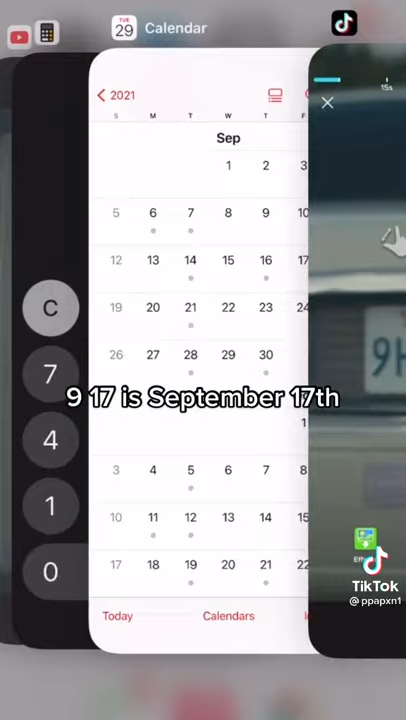 TUE
29
Calendar
2021
15s
S M T W T F
Sep
1 2 3
5 6 7 8 9 10
12 13 14 15 16 17
19 20 21 22 23 24
26 27 28 29 30
9 17 is September 17th
1
3 4 5 6 7 8
10 11 12 13 14 15
17 18 19 20 21 22
Today Calendars
C
7
4
1
0
9H
TikTok
@ppapxn1